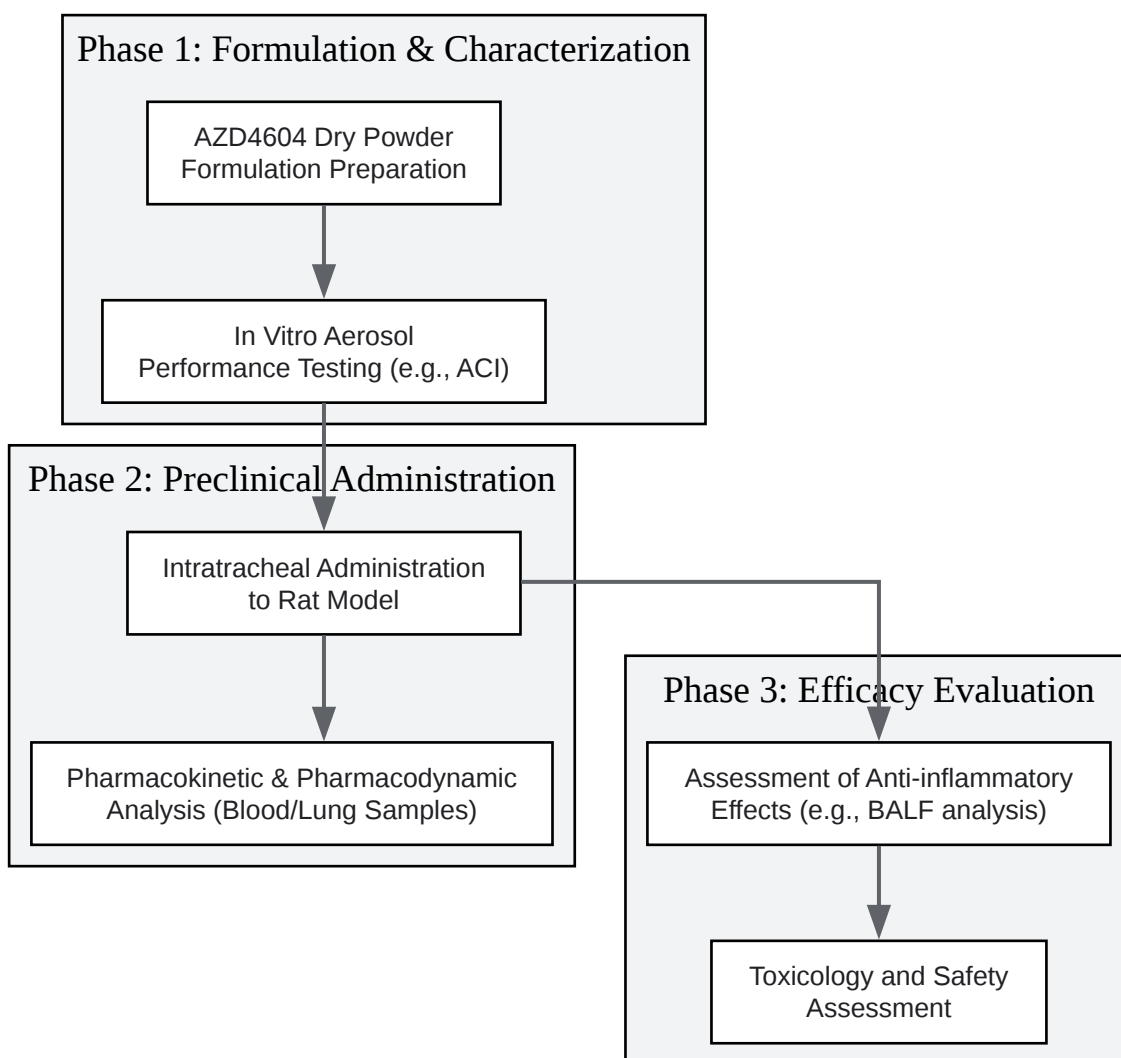 Phase 1: Formulation & Characterization
AZD4604 Dry Powder
Formulation Preparation
In Vitro Aerosol
Performance Testing (e.g., ACI)
Phase 2: Preclinical Administration
Intratracheal Administration
to Rat Model
Pharmacokinetic & Pharmacodynamic
Analysis (Blood/Lung Samples)
Phase 3: Efficacy Evaluation
Assessment of Anti-inflammatory
Effects (e.g., BALF analysis)
Toxicology and Safety
Assessment